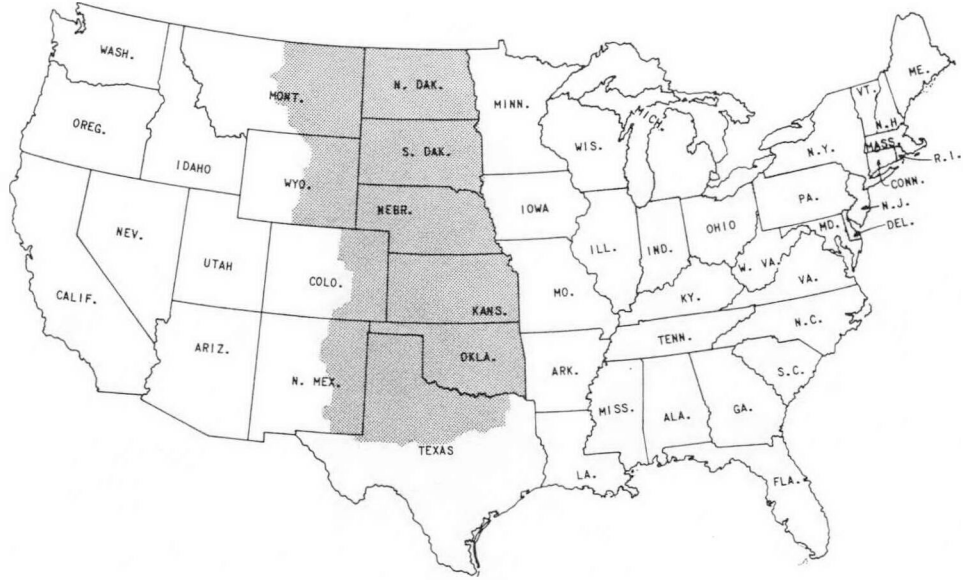 WASH.
MONT.
N. DAK.
MINN.
ME.
VT.
N.H.
OREG.
IDAHO
WYO.
S. DAK.
WIS.
MICH.
N.Y.
MASS.
R.I.
CONN.
NEBR.
IOWA
PA.
N.J.
NEV.
UTAH
COLO.
ILL.
IND.
OHIO
MD.
DEL.
W. VA.
VA.
CALIF.
KANS.
MO.
KY.
N.C.
ARIZ.
N. MEX.
OKLA.
ARK.
TENN.
S.C.
TEXAS
MISS.
ALA.
GA.
LA.
FLA.